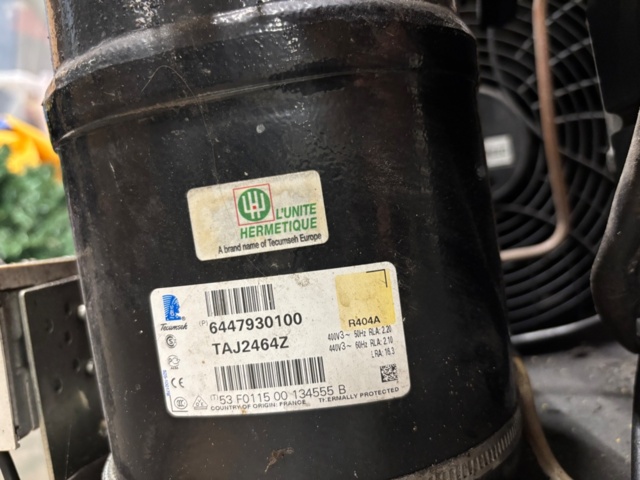 L'UNITE
HERMETIQUE
A brand name of Tecumseh Europe
Tecumseh
(P) 6447930100
TAJ2464Z
R404A
400V3~ 50Hz RLA: 2.20
440V3~ 60Hz RLA: 2.10
LRA: 16.3
CE
53 F0115 00 134555 B
COUNTRY OF ORIGIN: FRANCE
THERMALLY PROTECTED